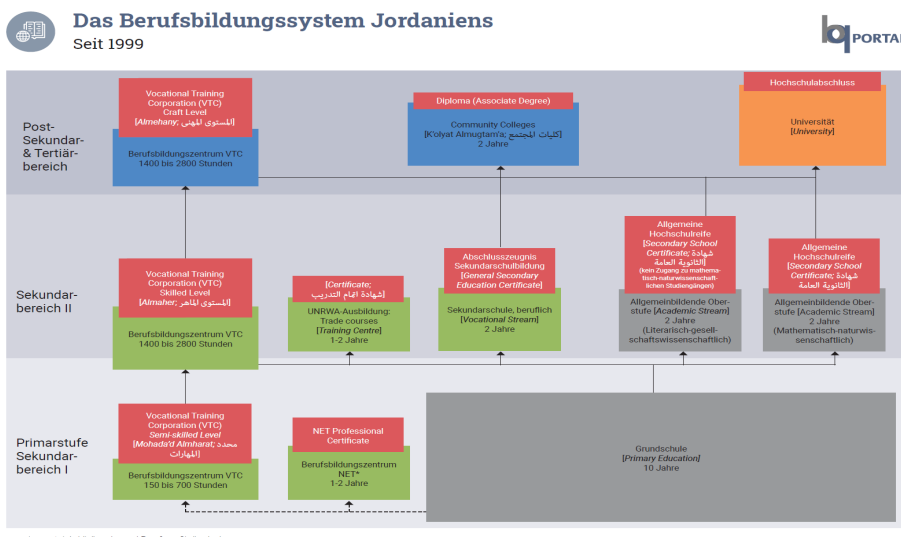 Das Berufsbildungssystem Jordaniens
Seit 1999
bq PORTAL
Post-
Sekundar-
& Tertiär-
bereich
Vocational Training
Corporation (VTC)
Craft Level
[Almehany; المستوى المهنى]
Berufsbildungszentrum VTC
1400 bis 2800 Stunden
Diploma (Associate Degree)
Community Colleges
[K'olyat Almugtam'a; كليات المجتمع]
2 Jahre
Hochschulabschluss
Universität
[University]
Sekundar-
bereich II
Vocational Training
Corporation (VTC)
Skilled Level
[Almaher; المستوى الماهر]
Berufsbildungszentrum VTC
1400 bis 2800 Stunden
[Certificate;
شهادة اتمام التدريب]
UNRWA-Ausbildung:
Trade courses
[Training Centre]
1-2 Jahre
Abschlusszeugnis
Sekundarschulbildung
[General Secondary
Education Certificate]
Sekundarschule, beruflich
[Vocational Stream]
2 Jahre
Allgemeine
Hochschulreife
[Secondary School
Certificate; شهادة
الثانوية العامة]
(kein Zugang zu mathema-
tisch-naturwissenschaft-
lichen Studiengängen)
Allgemeinbildende Ober-
stufe [Academic Stream]
2 Jahre
(Literarisch-gesell-
schaftswissenschaftlich)
Allgemeine
Hochschulreife
[Secondary School
Certificate; شهادة
الثانوية العامة]
Allgemeinbildende Ober-
stufe [Academic Stream]
2 Jahre
(Mathematisch-naturwis-
senschaftlich)
Primarstufe
Sekundar-
bereich I
Vocational Training
Corporation (VTC)
Semi-skilled Level
[Mohada'd Almharat; محدد
المهارات]
Berufsbildungszentrum VTC
150 bis 700 Stunden
NET Professional
Certificate
Berufsbildungszentrum
NET*
1-2 Jahre
Grundschule
[Primary Education]
10 Jahre